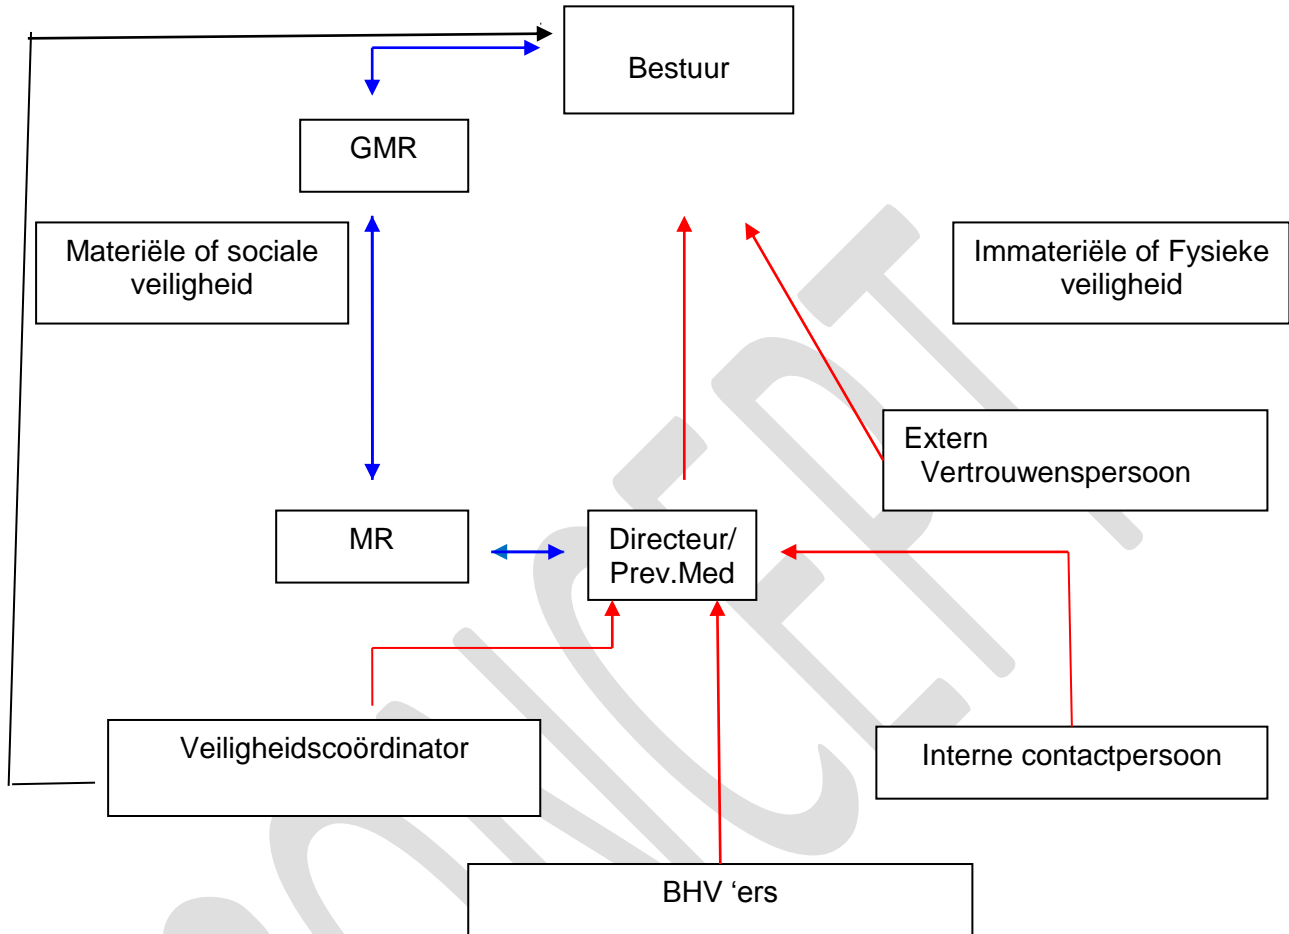 Bestuur
GMR
Materiële of sociale
veiligheid
Immateriële of Fysieke
veiligheid
Extern
Vertrouwenspersoon
MR
Directeur/
Prev.Med
Veiligheidscoördinator
Interne contactpersoon
BHV ‘ers
CONCEPT